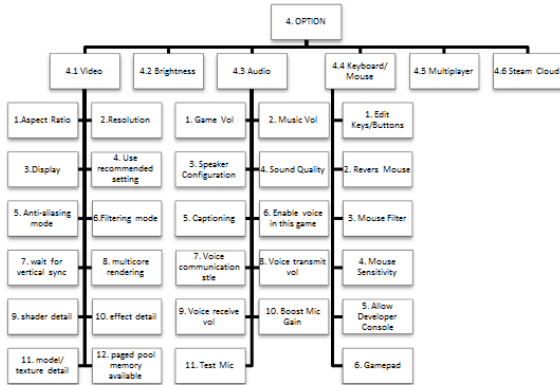 4. OPTION
4.1 Video
4.2 Brightness
4.3 Audio
4.4 Keyboard/
Mouse
4.5 Multiplayer
4.6 Steam Cloud
1.Aspect Ratio
2.Resolution
3.Display
4. Use
recommended
setting
5. Anti-aliasing
mode
6.Filtering mode
7. wait for
vertical sync
8. multicore
rendering
9. shader detail
10. effect detail
11. model/
texture detail
12. paged pool
memory
available
1. Game Vol
2. Music Vol
3. Speaker
Configuration
4. Sound Quality
5. Captioning
6. Enable voice
in this game
7. Voice
communication
stle
8. Voice transmit
vol
9. Voice receive
vol
10. Boost Mic
Gain
11. Test Mic
1. Edit
Keys/Buttons
2. Revers Mouse
3. Mouse Filter
4. Mouse
Sensitivity
5. Allow
Developer
Console
6. Gamepad